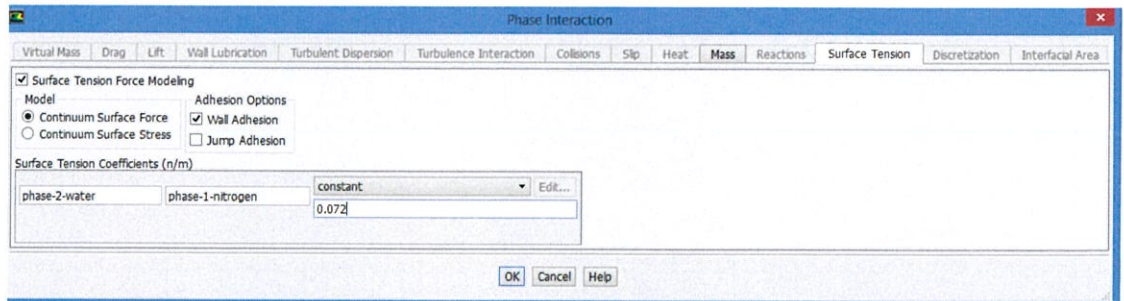 Phase Interaction
Virtual Mass Drag Lift Wall Lubrication Turbulent Dispersion Turbulence Interaction Collisions Slip Heat Mass Reactions Surface Tension Discretization Interfacial Area
Surface Tension Force Modeling
Model Adhesion Options
Continuum Surface Force Wall Adhesion
Continuum Surface Stress Jump Adhesion
Surface Tension Coefficients (n/m)
phase-2-water phase-1-nitrogen constant Edit...
0.072
OK Cancel Help